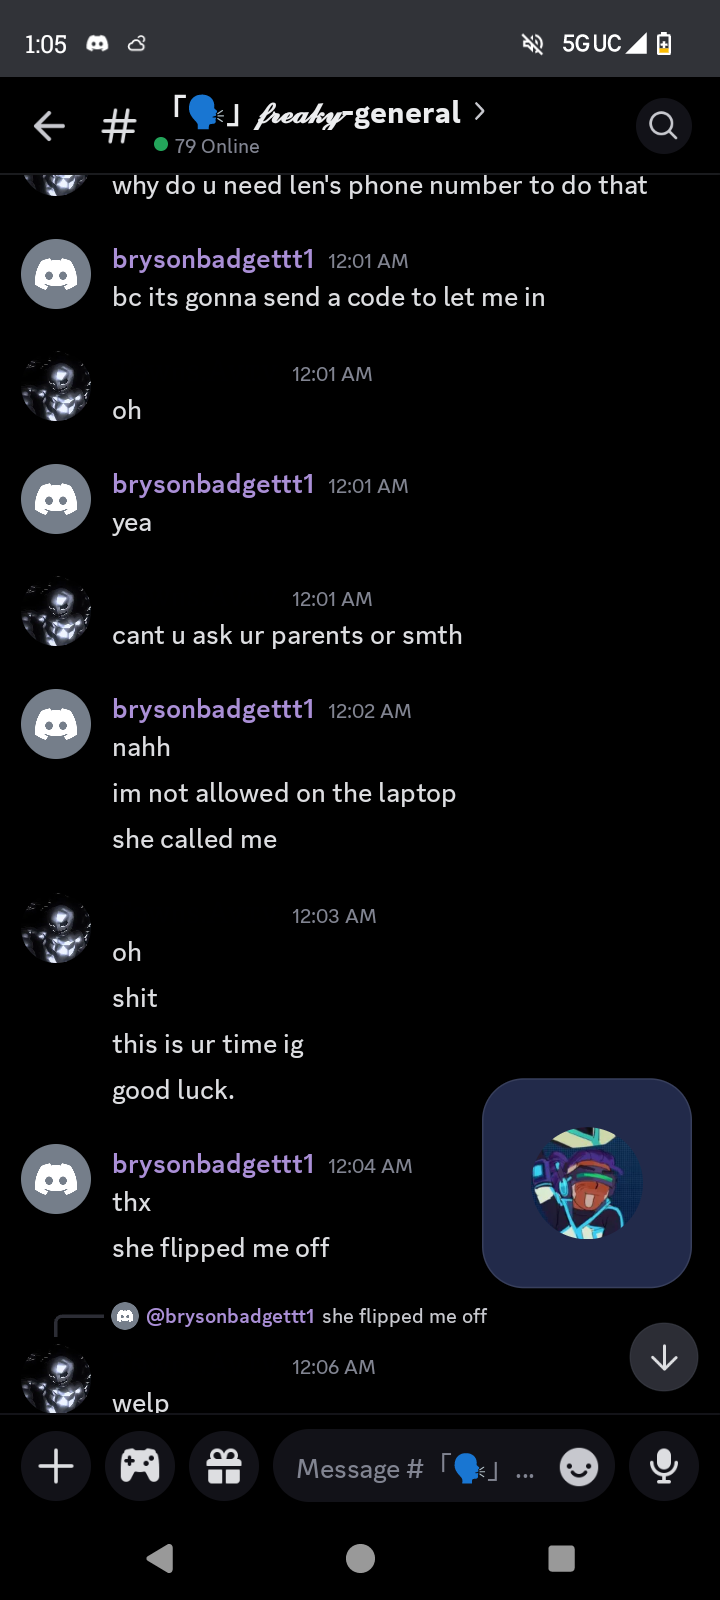 1:05 5G UC
# 「🗣」 freaky-general >
79 Online
why do u need len's phone number to do that
brysonbadgettt1 12:01 AM
bc its gonna send a code to let me in
12:01 AM
oh
brysonbadgettt1 12:01 AM
yea
12:01 AM
cant u ask ur parents or smth
brysonbadgettt1 12:02 AM
nahh
im not allowed on the laptop
she called me
12:03 AM
oh
shit
this is ur time ig
good luck.
brysonbadgettt1 12:04 AM
thx
she flipped me off
@brysonbadgettt1 she flipped me off
12:06 AM
welp
Message # 「🗣」 ...